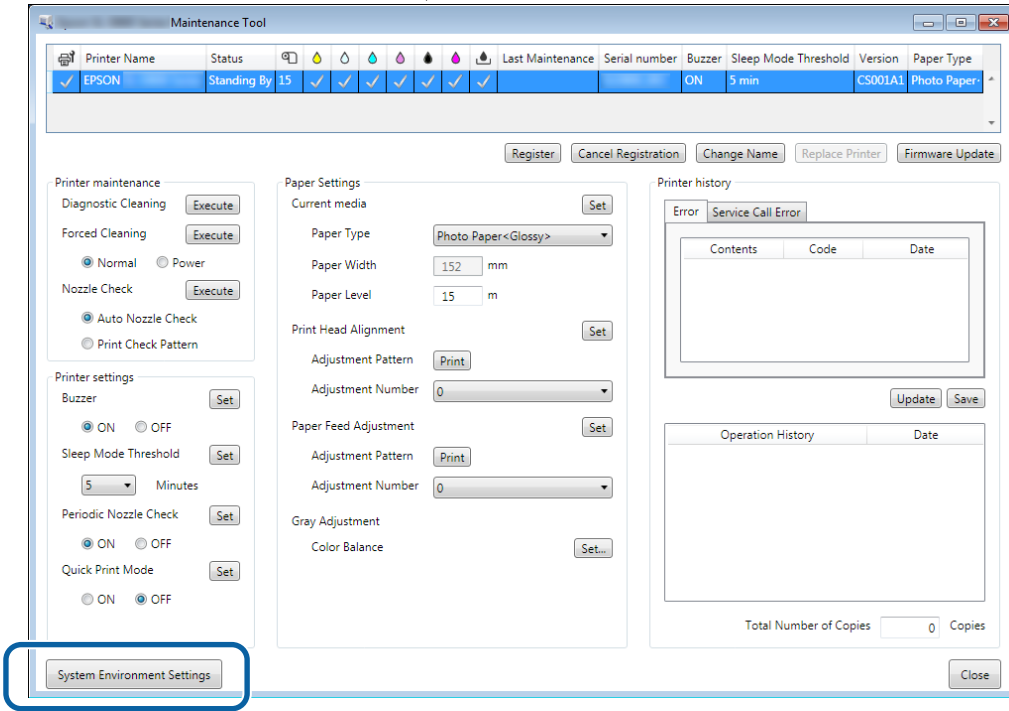 Maintenance Tool
Printer Name Status Last Maintenance Serial number Buzzer Sleep Mode Threshold Version Paper Type
EPSON Standing By 15 ON 5 min CS001A1 Photo Paper
Register Cancel Registration Change Name Replace Printer Firmware Update
Printer maintenance
Diagnostic Cleaning Execute
Forced Cleaning Execute
Normal Power
Nozzle Check Execute
Auto Nozzle Check
Print Check Pattern
Printer settings
Buzzer Set
ON OFF
Sleep Mode Threshold Set
5 Minutes
Periodic Nozzle Check Set
ON OFF
Quick Print Mode Set
ON OFF
Paper Settings
Current media Set
Paper Type Photo Paper<Glossy>
Paper Width 152 mm
Paper Level 15 m
Print Head Alignment Set
Adjustment Pattern Print
Adjustment Number 0
Paper Feed Adjustment Set
Adjustment Pattern Print
Adjustment Number 0
Gray Adjustment
Color Balance Set...
Printer history
Error Service Call Error
Contents Code Date
Update Save
Operation History Date
Total Number of Copies 0 Copies
System Environment Settings Close